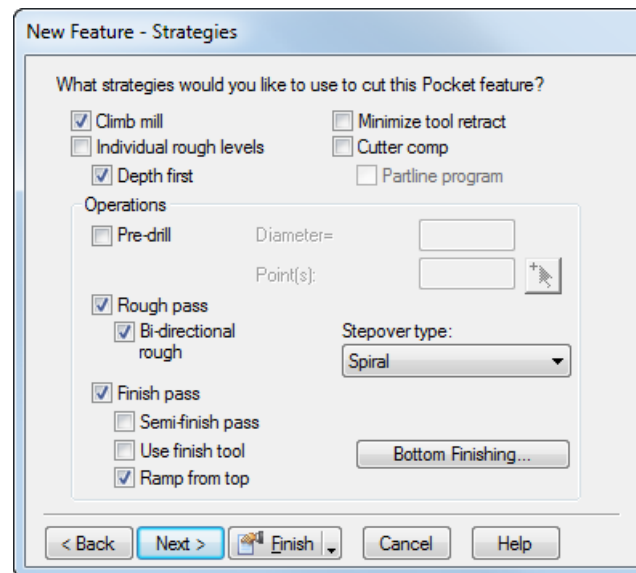 New Feature - Strategies
What strategies would you like to use to cut this Pocket feature?
Climb mill
Minimize tool retract
Individual rough levels
Cutter comp
Depth first
Partline program
Operations
Pre-drill
Diameter=
Point(s):
Rough pass
Bi-directional
rough
Stepover type:
Spiral
Finish pass
Semi-finish pass
Use finish tool
Bottom Finishing...
Ramp from top
< Back
Next >
Finish
Cancel
Help